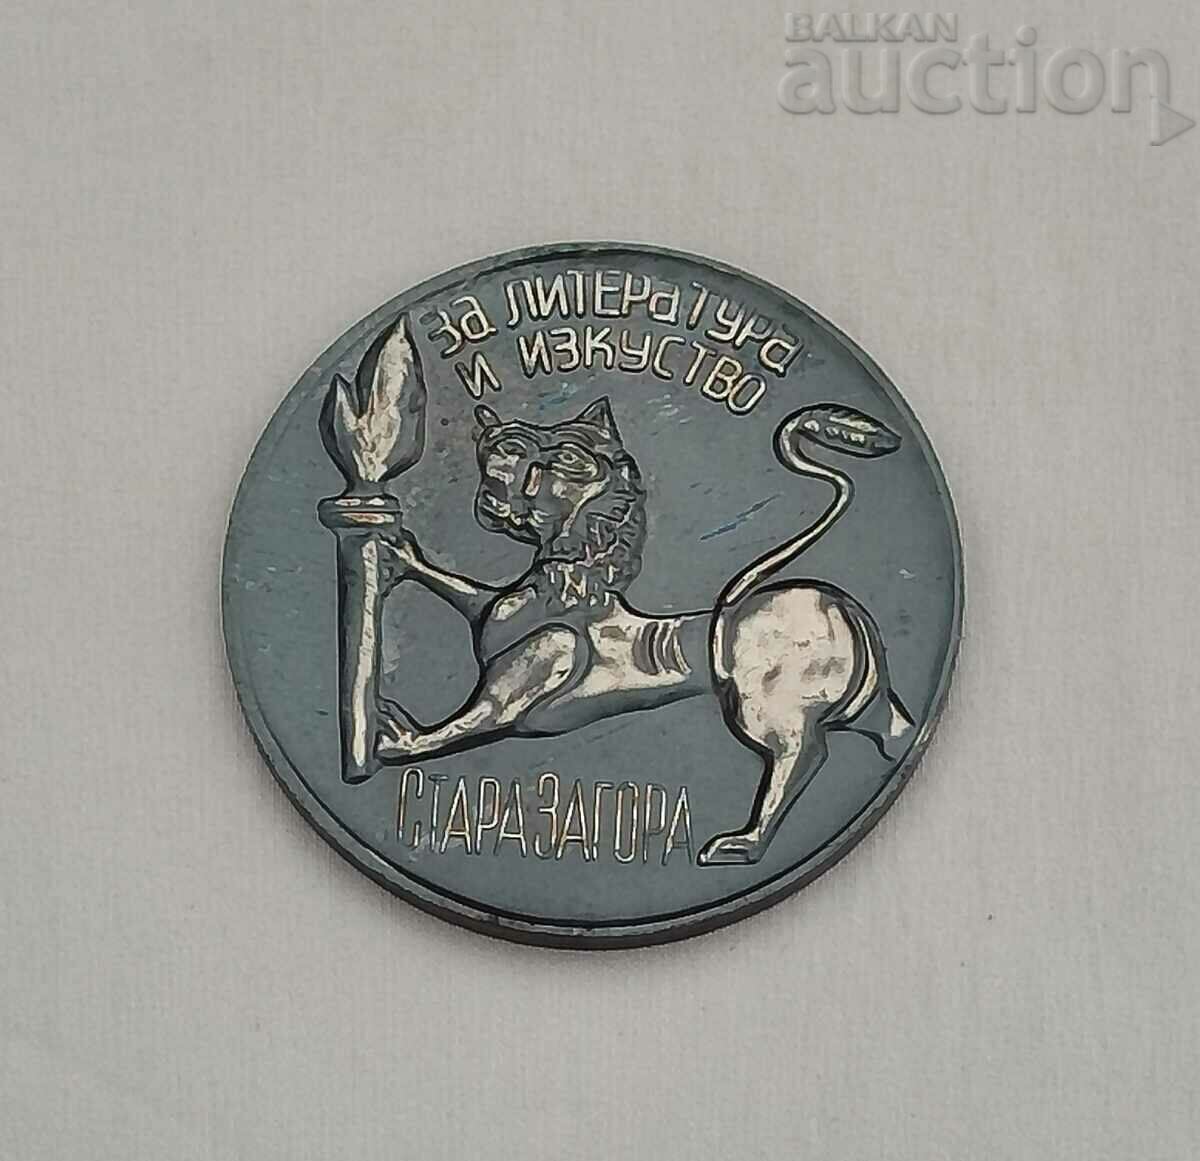 BALKAN
auction
За ЛИТЕРаТУРа
И ИЗКУСТВО
СТАРА ЗАГОРА